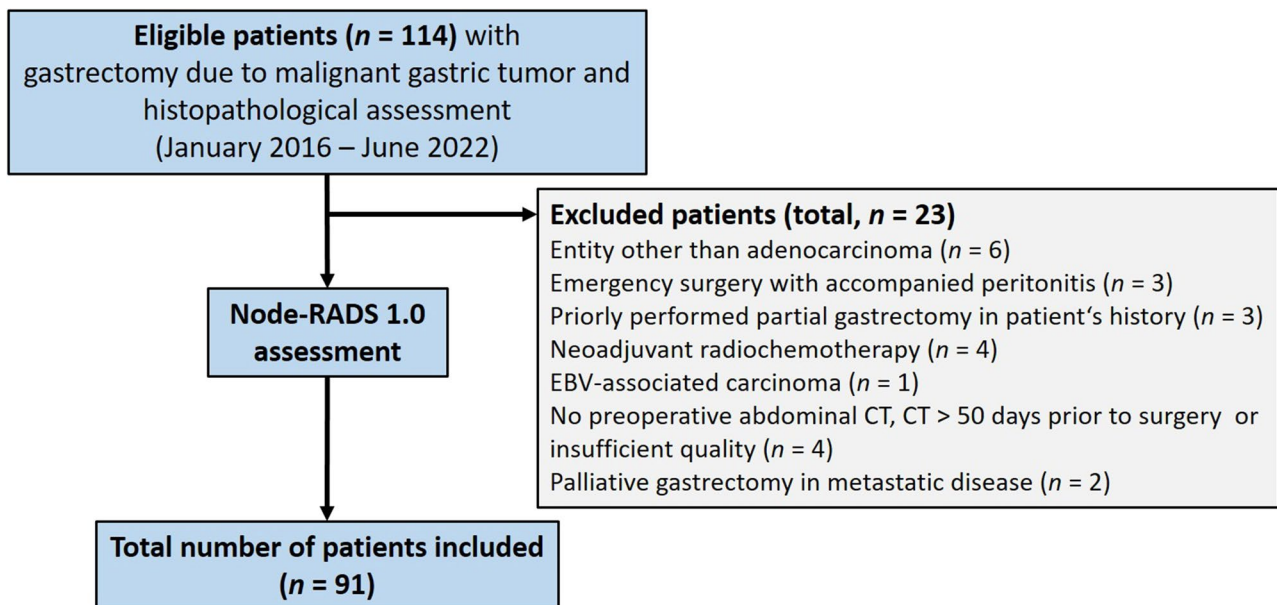 Eligible patients (n = 114) with
gastrectomy due to malignant gastric tumor and
histopathological assessment
(January 2016 – June 2022)
Excluded patients (total, n = 23)
Entity other than adenocarcinoma (n = 6)
Emergency surgery with accompanied peritonitis (n = 3)
Priorly performed partial gastrectomy in patient‘s history (n = 3)
Neoadjuvant radiochemotherapy (n = 4)
EBV-associated carcinoma (n = 1)
No preoperative abdominal CT, CT > 50 days prior to surgery or
insufficient quality (n = 4)
Palliative gastrectomy in metastatic disease (n = 2)
Node-RADS 1.0
assessment
Total number of patients included
(n = 91)